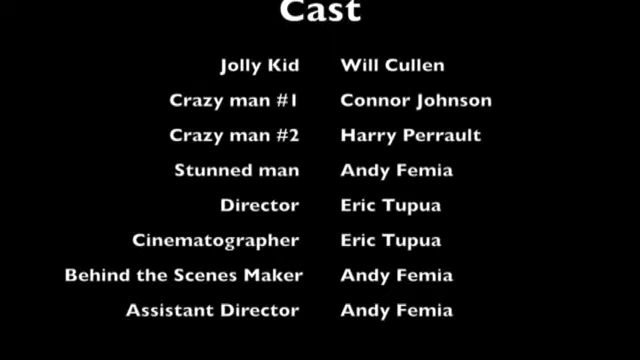 Cast
Jolly Kid Will Cullen
Crazy man #1 Connor Johnson
Crazy man #2 Harry Perrault
Stunned man Andy Femia
Director Eric Tupua
Cinematographer Eric Tupua
Behind the Scenes Maker Andy Femia
Assistant Director Andy Femia